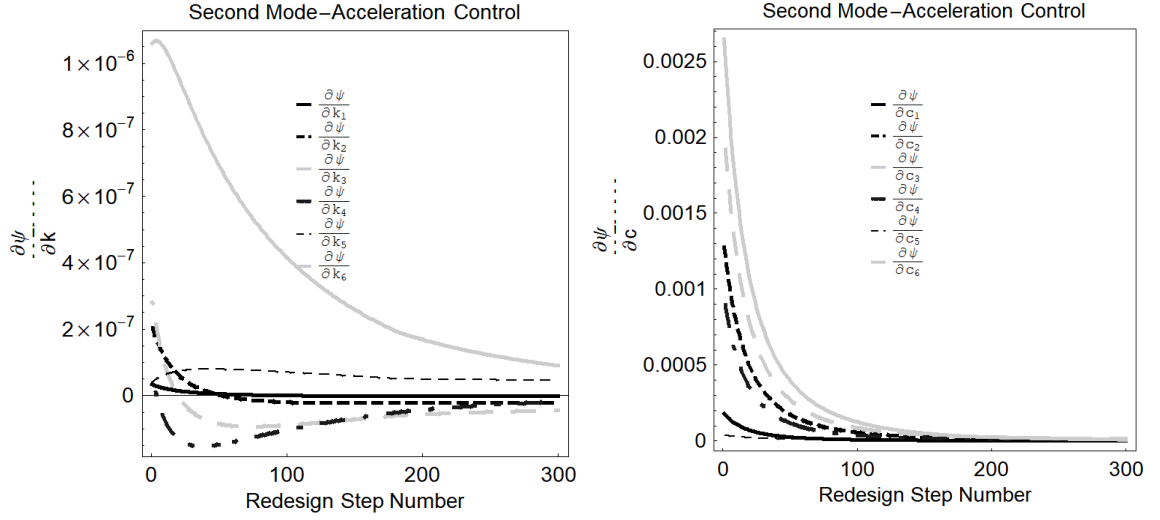 Second Mode–Acceleration Control
1×10⁻⁶
8×10⁻⁷
6×10⁻⁷
4×10⁻⁷
2×10⁻⁷
0
∂ψ
∂k
∂ψ
∂k₁
∂ψ
∂k₂
∂ψ
∂k₃
∂ψ
∂k₄
∂ψ
∂k₅
∂ψ
∂k₆
0 100 200 300
Redesign Step Number
Second Mode–Acceleration Control
0.0025
0.002
0.0015
0.001
0.0005
0
∂ψ
∂c
∂ψ
∂c₁
∂ψ
∂c₂
∂ψ
∂c₃
∂ψ
∂c₄
∂ψ
∂c₅
∂ψ
∂c₆
0 100 200 300
Redesign Step Number